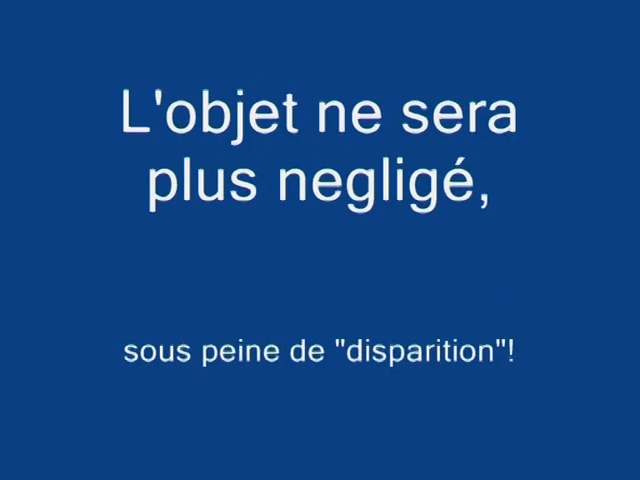 L'objet ne sera
plus negligé,
sous peine de "disparition"!